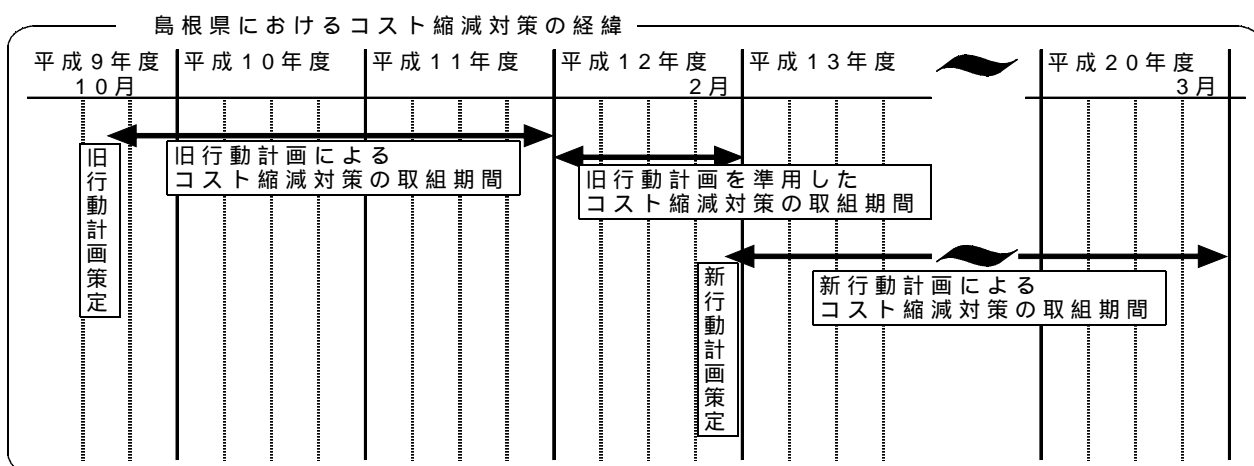 島根県におけるコスト縮減対策の経緯
平成9年度
平成10年度
平成11年度
平成12年度
平成13年度
平成20年度
10月
2月
3月
旧行動計画策定
旧行動計画による
コスト縮減対策の取組期間
旧行動計画を準用した
コスト縮減対策の取組期間
新行動計画策定
新行動計画による
コスト縮減対策の取組期間